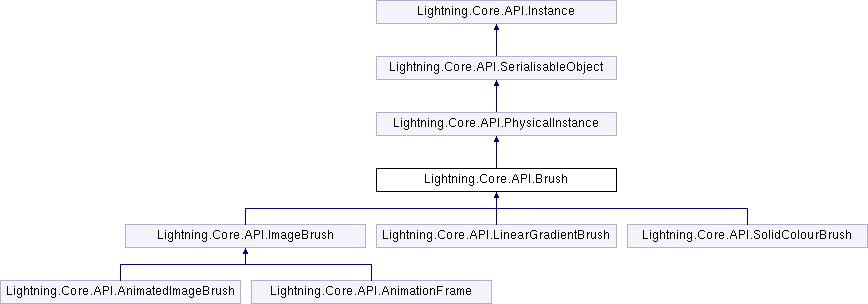 Lightning.Core.API.Instance
Lightning.Core.API.SerialisableObject
Lightning.Core.API.PhysicalInstance
Lightning.Core.API.Brush
Lightning.Core.API.ImageBrush
Lightning.Core.API.LinearGradientBrush
Lightning.Core.API.SolidColourBrush
Lightning.Core.API.AnimatedImageBrush
Lightning.Core.API.AnimationFrame